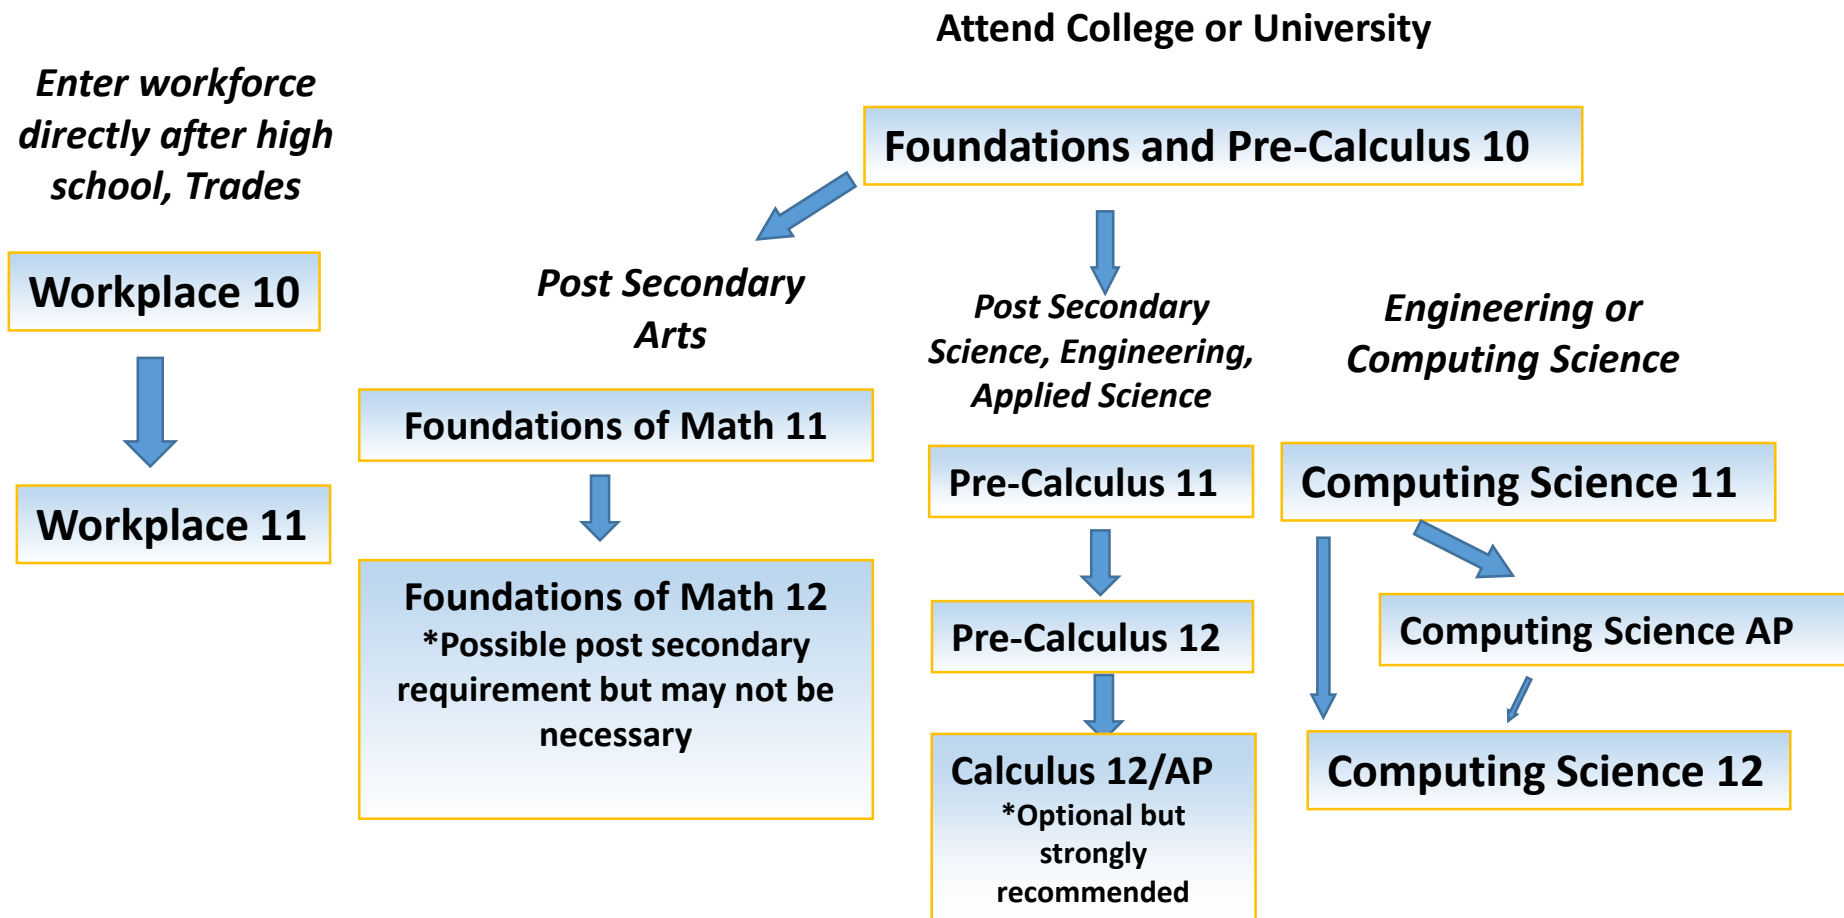 Attend College or University
Enter workforce
directly after high
school, Trades
Foundations and Pre-Calculus 10
Workplace 10
Workplace 11
Post Secondary
Arts
Foundations of Math 11
Foundations of Math 12
*Possible post secondary
requirement but may not be
necessary
Post Secondary
Science, Engineering,
Applied Science
Pre-Calculus 11
Pre-Calculus 12
Calculus 12/AP
*Optional but
strongly
recommended
Engineering or
Computing Science
Computing Science 11
Computing Science AP
Computing Science 12